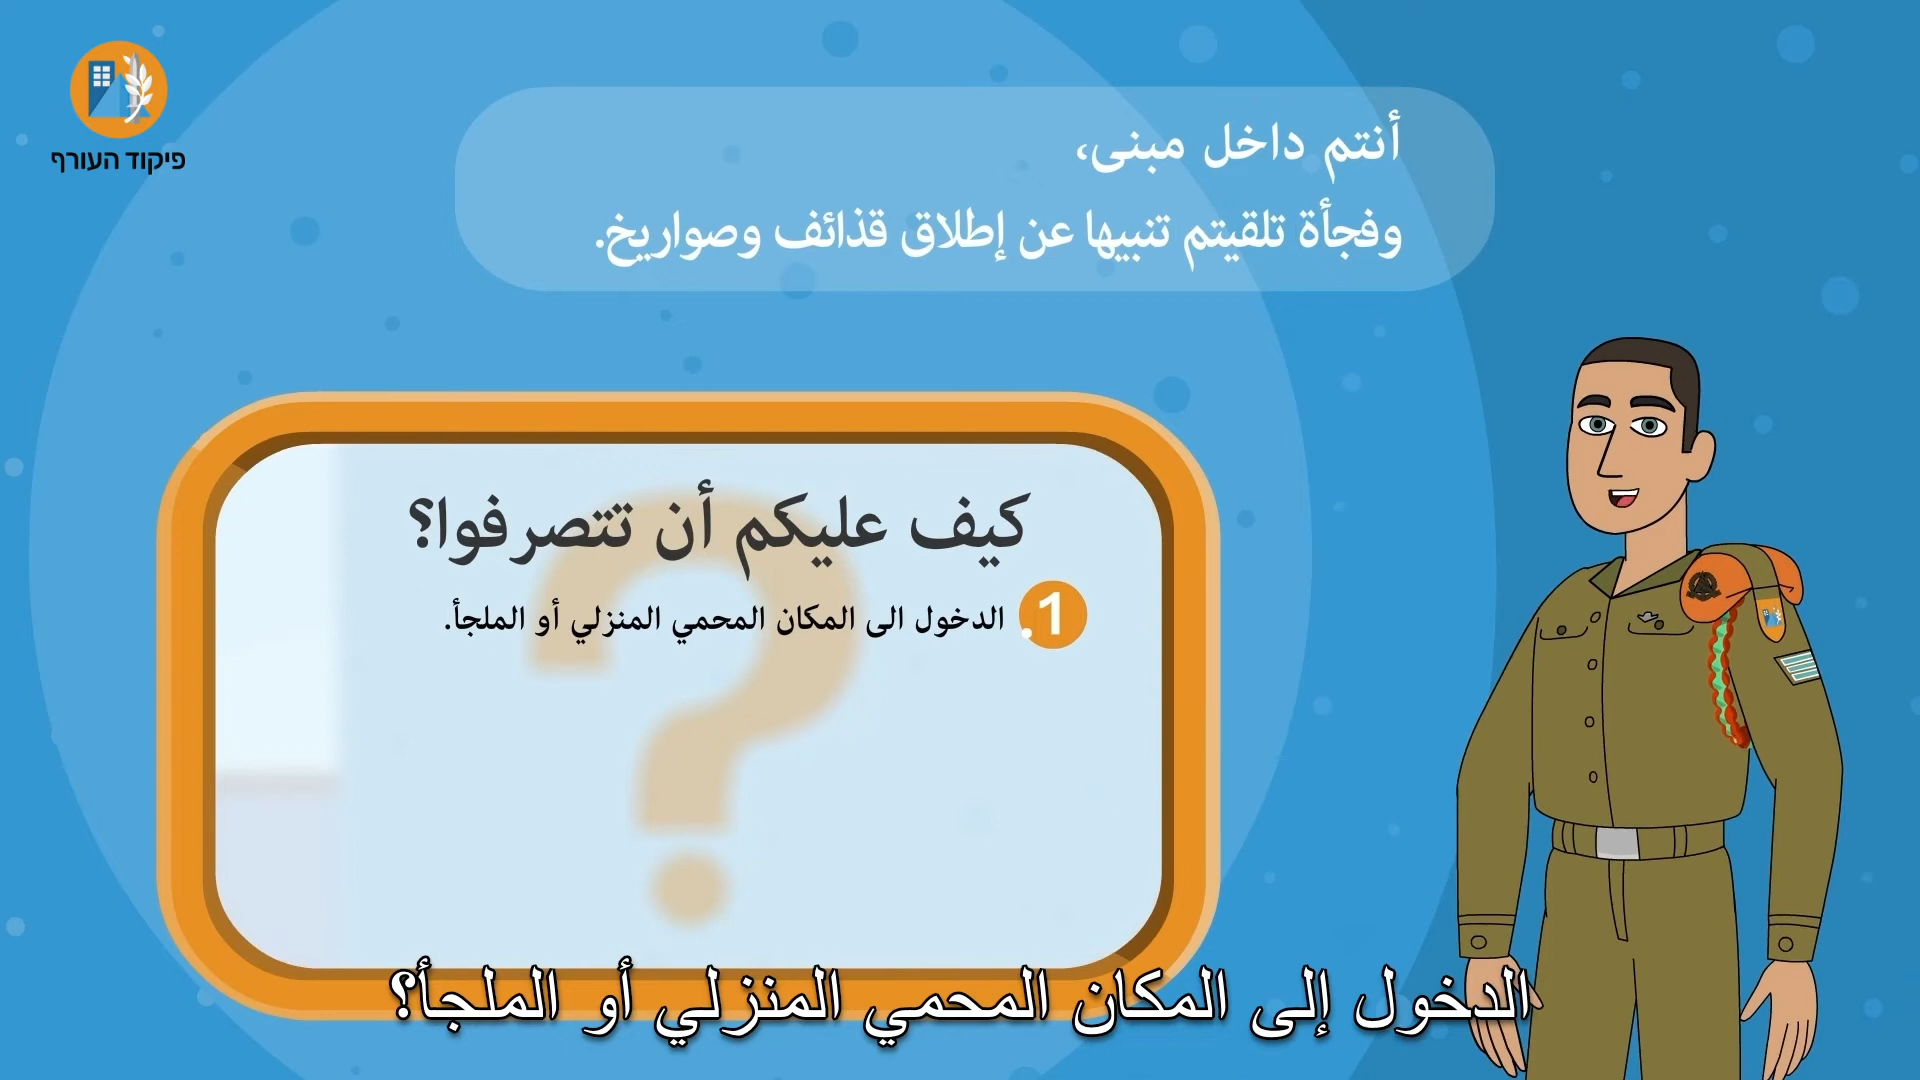 פיקוד העורף
أنتم داخل مبنى،
وفجأة تلقيتم تنبيها عن إطلاق قذائف وصواريخ.
كيف عليكم أن تتصرفوا؟
1. الدخول الى المكان المحمي المنزلي أو الملجأ.
الدخول إلى المكان المحمي المنزلي أو الملجأ؟